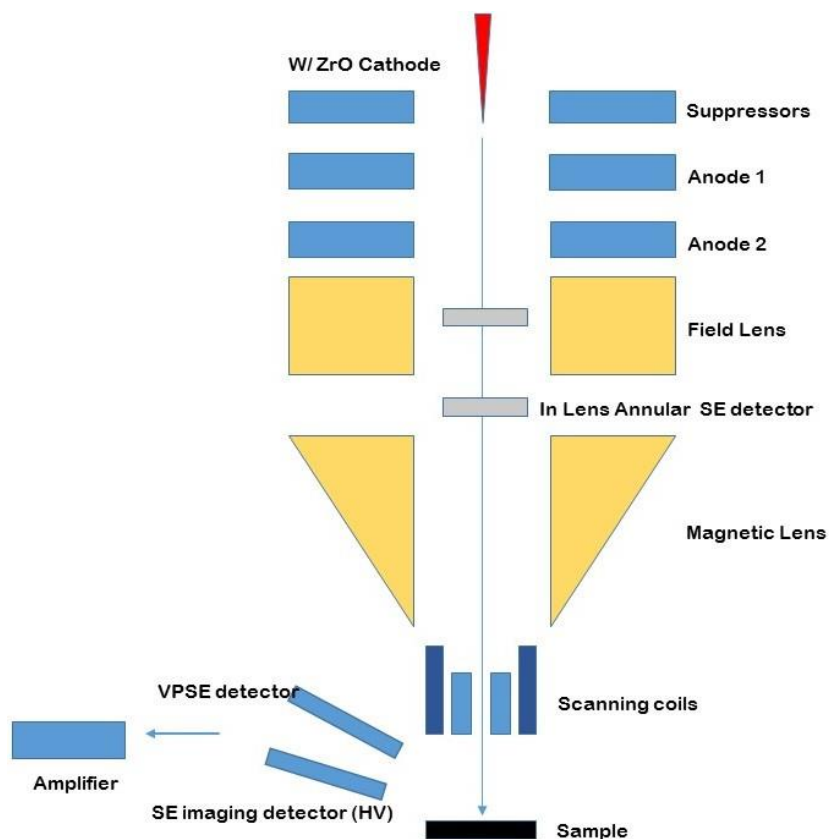 W/ ZrO Cathode
Suppressors
Anode 1
Anode 2
Field Lens
In Lens Annular SE detector
Magnetic Lens
VPSE detector
Scanning coils
Amplifier
SE imaging detector (HV)
Sample